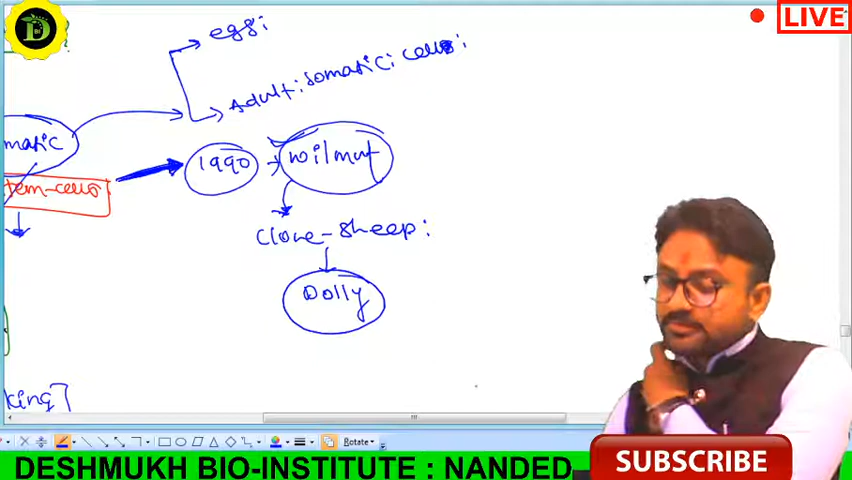 LIVE
egg:
Adult: Somatic: cells:
matic
1990 → Wilmut
tem-cells
Clone-Sheep:
Dolly
king]
Rotate
DESHMUKH BIO-INSTITUTE : NANDED
SUBSCRIBE